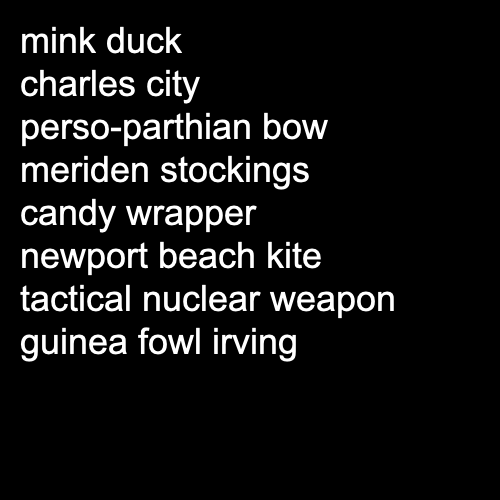 mink duck
charles city
perso-parthian bow
meriden stockings
candy wrapper
newport beach kite
tactical nuclear weapon
guinea fowl irving